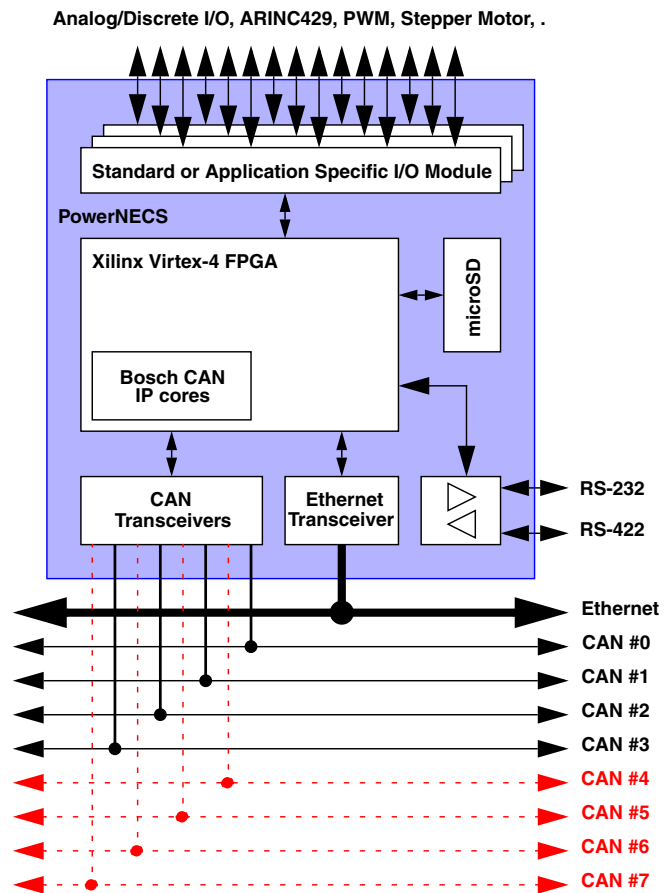 Analog/Discrete I/O, ARINC429, PWM, Stepper Motor, .
Standard or Application Specific I/O Module
PowerNECS
Xilinx Virtex-4 FPGA
microSD
Bosch CAN
IP cores
CAN
Transceivers
Ethernet
Transceiver
RS-232
RS-422
Ethernet
CAN #0
CAN #1
CAN #2
CAN #3
CAN #4
CAN #5
CAN #6
CAN #7